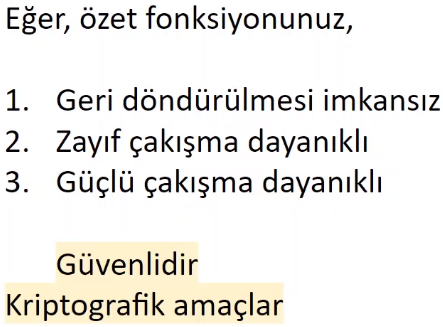 Eğer, özet fonksiyonunuz,
1. Geri döndürülmesi imkansız
2. Zayıf çakışma dayanıklı
3. Güçlü çakışma dayanıklı
Güvenlidir
Kriptografik amaçlar